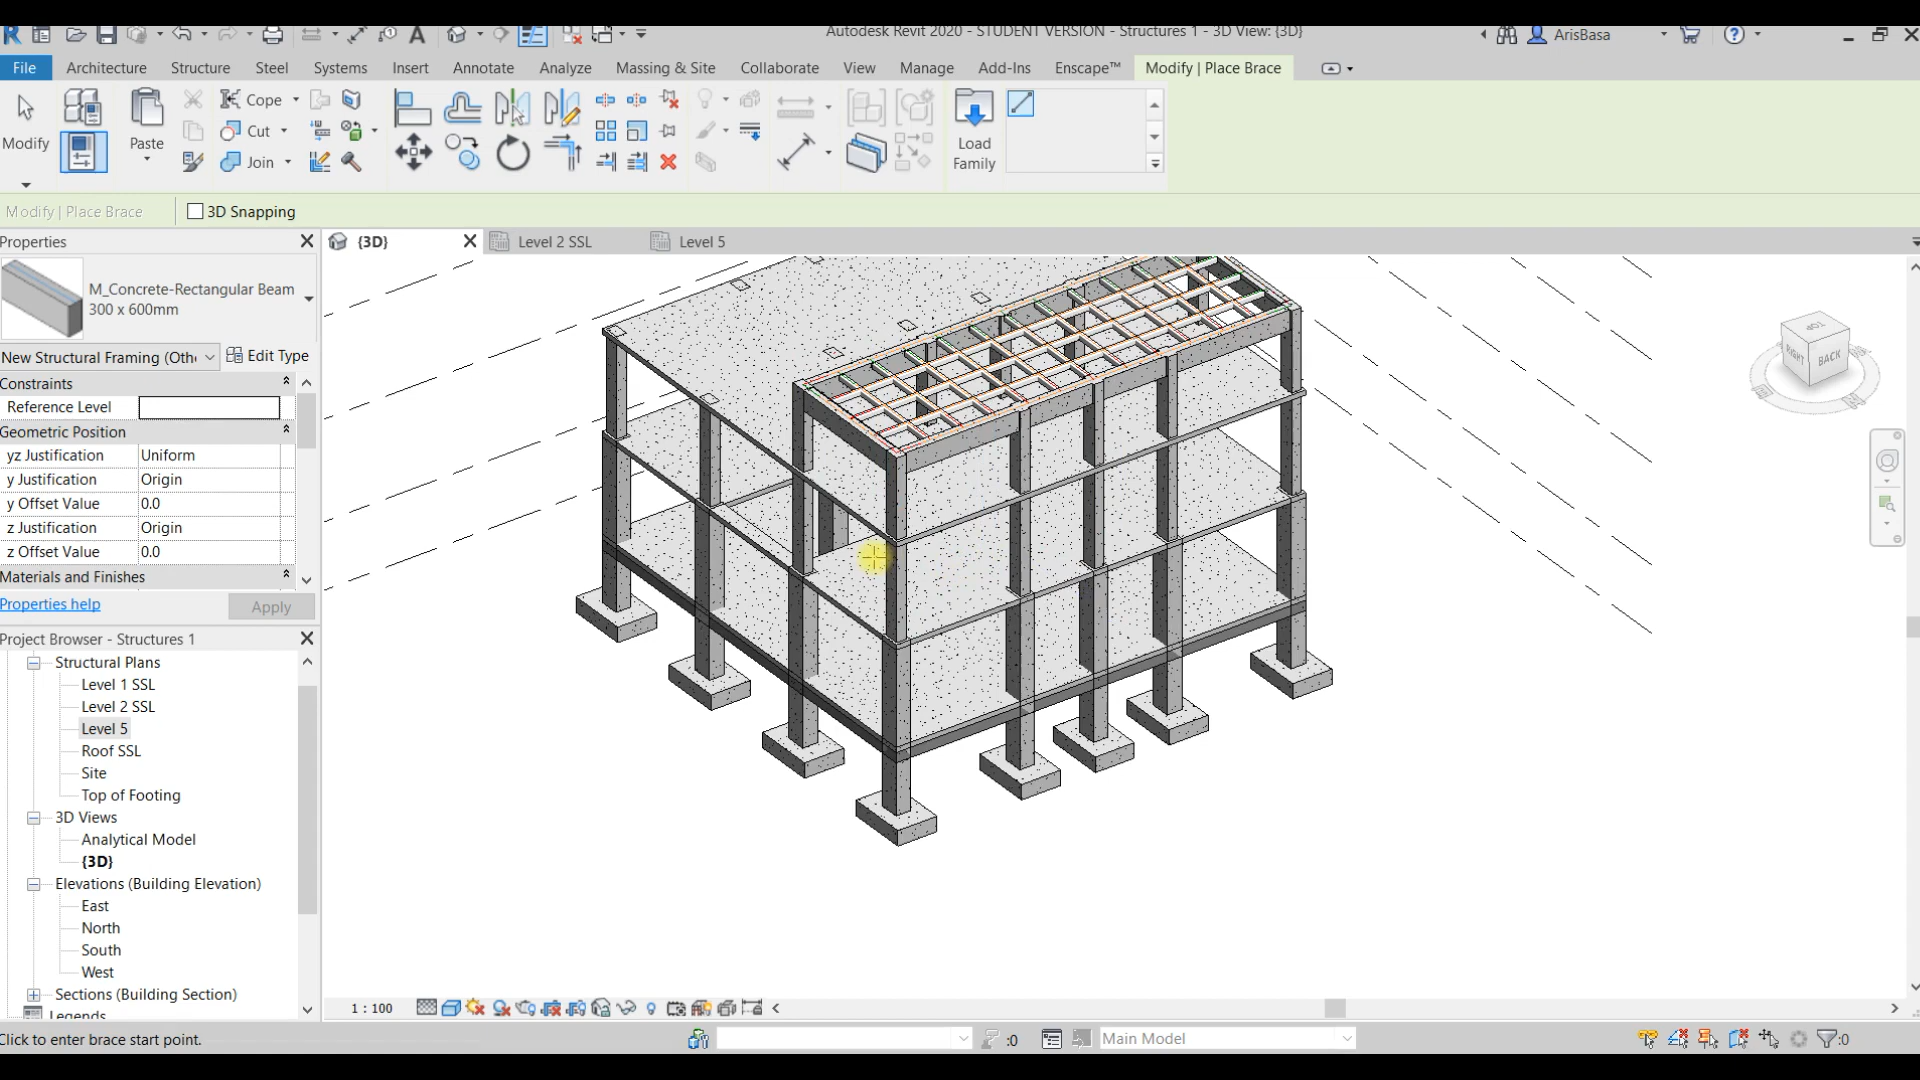 Autodesk Revit 2020 - STUDENT VERSION - Structures 1 - 3D View: {3D}
ArisBasa
File
Architecture
Structure
Steel
Systems
Insert
Annotate
Analyze
Massing & Site
Collaborate
View
Manage
Add-Ins
Enscape™
Modify | Place Brace
Modify
Paste
Cope
Cut
Join
Load
Family
Modify | Place Brace
3D Snapping
Properties
{3D}
Level 2 SSL
Level 5
M_Concrete-Rectangular Beam
300 x 600mm
New Structural Framing (Oth
Edit Type
Constraints
Reference Level
Geometric Position
yz Justification Uniform
y Justification Origin
y Offset Value 0.0
z Justification Origin
z Offset Value 0.0
Materials and Finishes
Properties help
Apply
Project Browser - Structures 1
Structural Plans
Level 1 SSL
Level 2 SSL
Level 5
Roof SSL
Site
Top of Footing
3D Views
Analytical Model
{3D}
Elevations (Building Elevation)
East
North
South
West
Sections (Building Section)
Legends
TOP
RIGHT
BACK
1 : 100
Click to enter brace start point.
:0
Main Model
:0